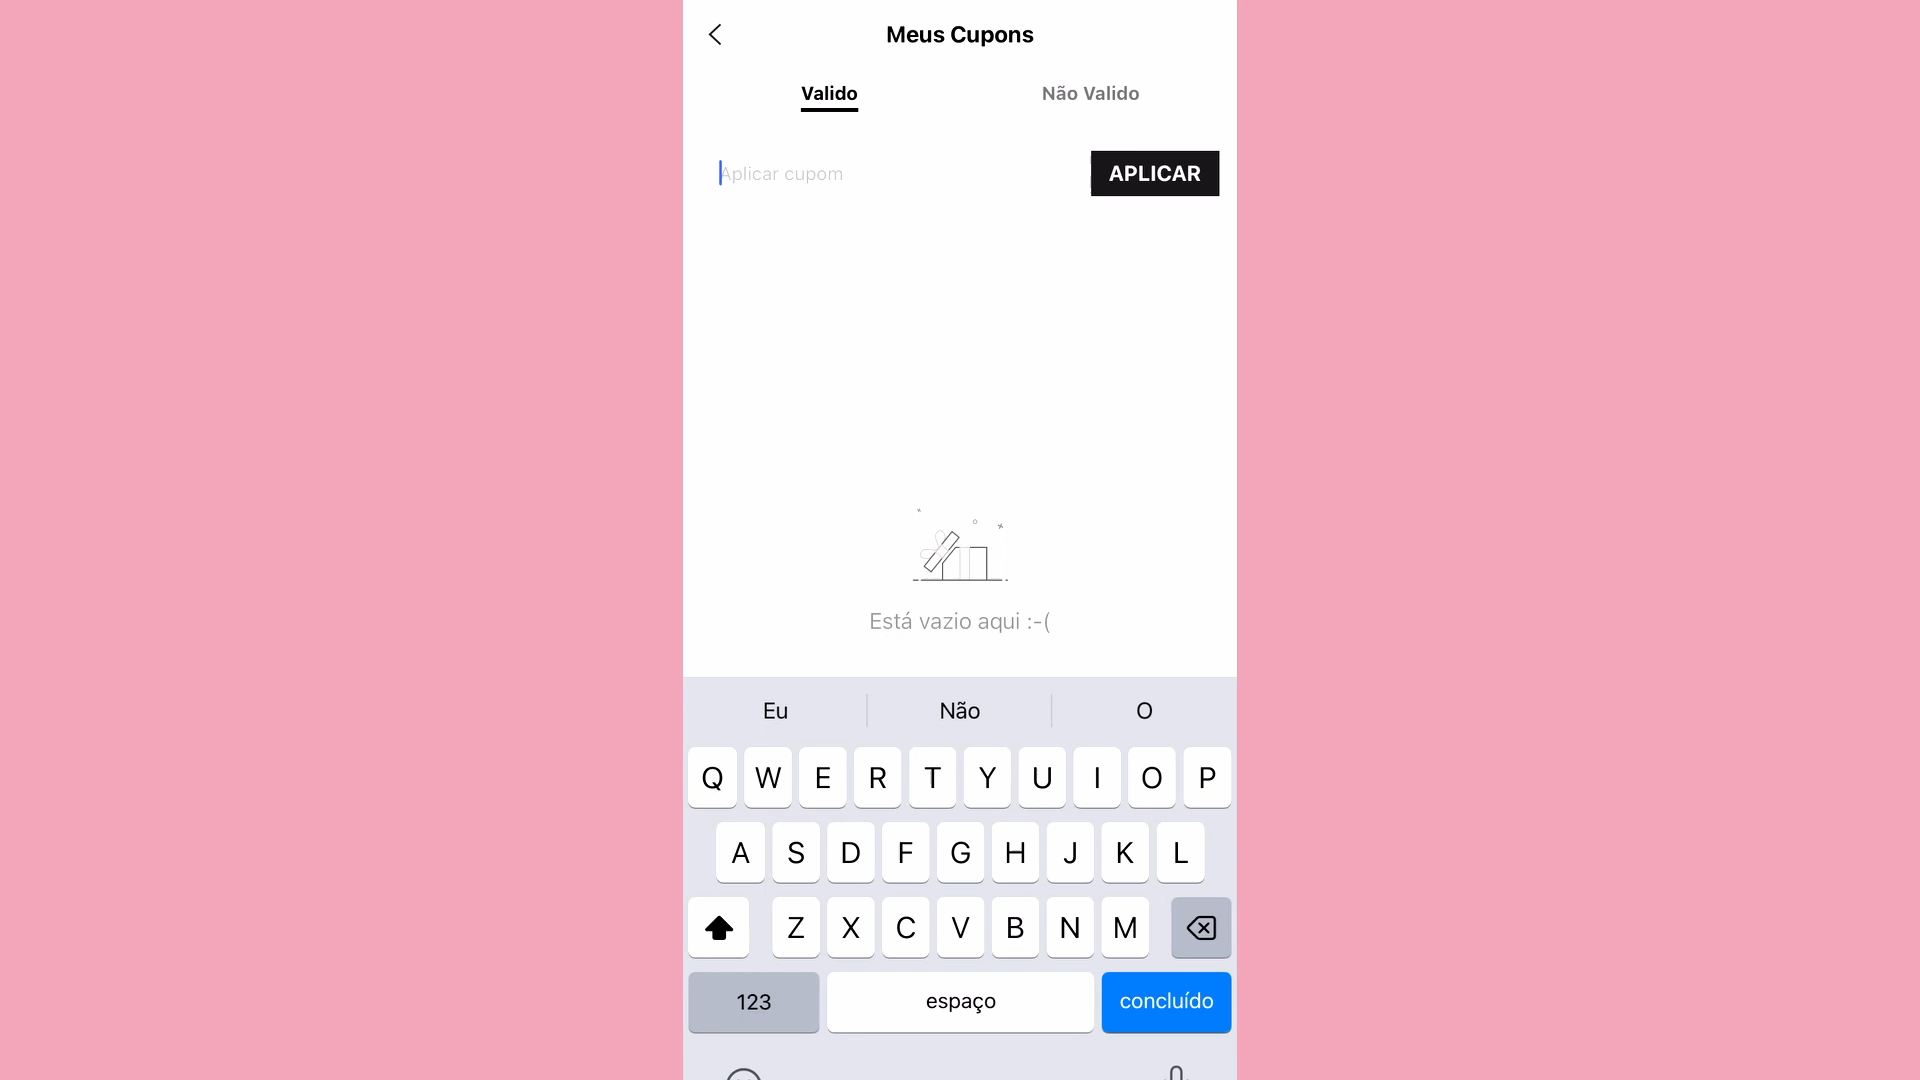 Meus Cupons
Valido Não Valido
Aplicar cupom APLICAR
Está vazio aqui :-(
Eu Não O
Q W E R T Y U I O P
A S D F G H J K L
Z X C V B N M
123 espaço concluído